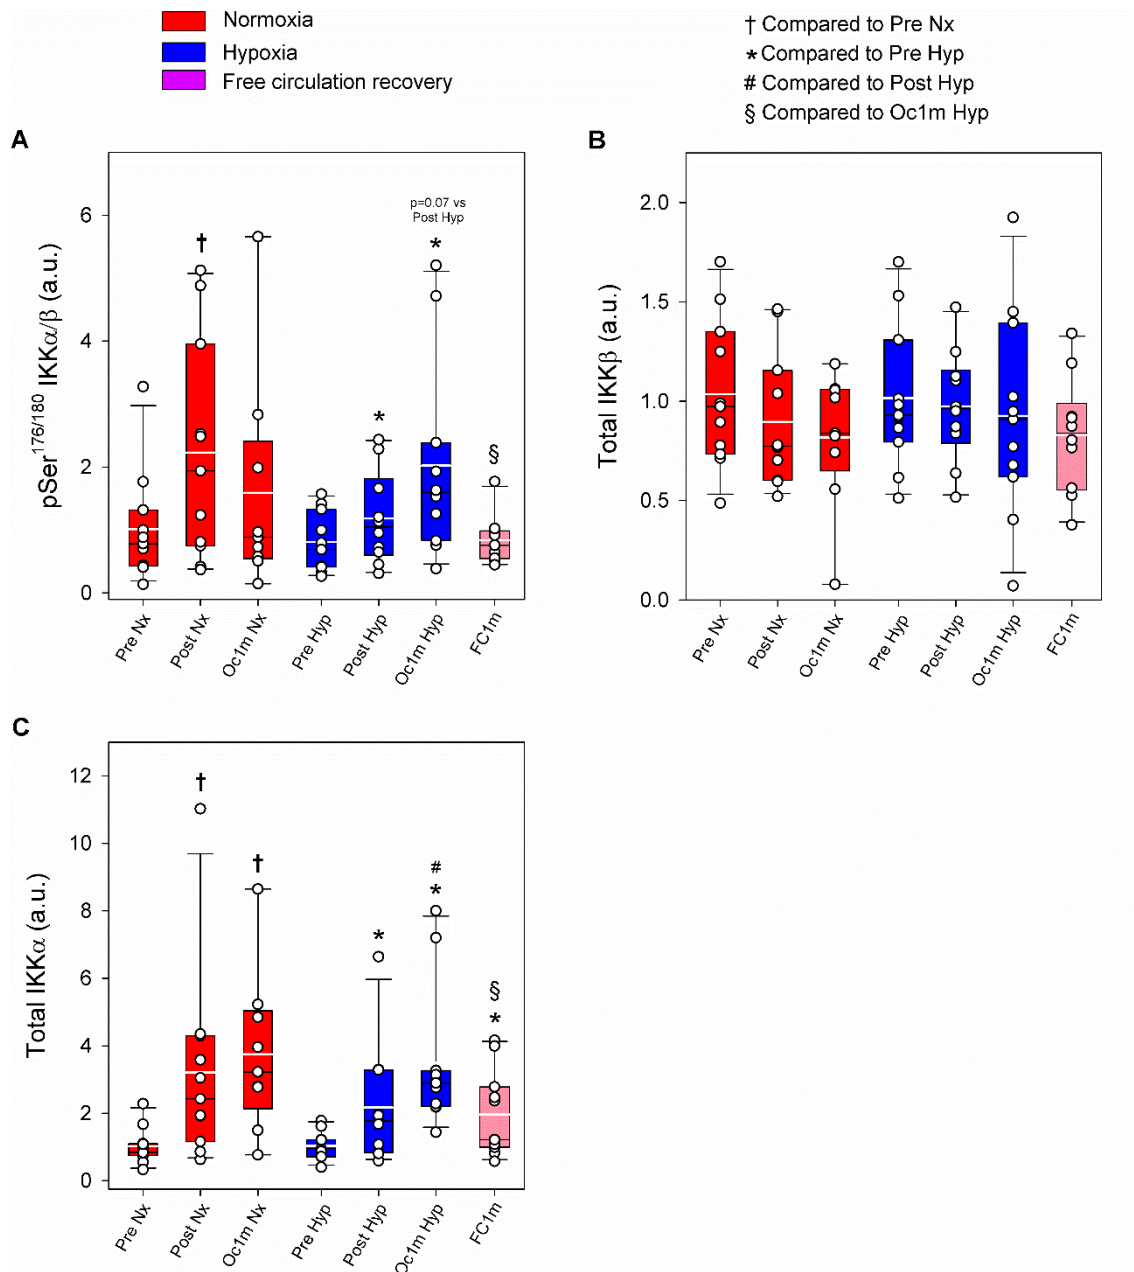 Normoxia
Hypoxia
Free circulation recovery
† Compared to Pre Nx
* Compared to Pre Hyp
# Compared to Post Hyp
§ Compared to Oc1m Hyp
A
pSer176/180 IKKα/β (a.u.)
6
4
2
0
†
*
p=0.07 vs
Post Hyp
*
§
Pre Nx
Post Nx
Oc1m Nx
Pre Hyp
Post Hyp
Oc1m Hyp
FC1m
B
Total IKKβ (a.u.)
2.0
1.5
1.0
0.5
0.0
Pre Nx
Post Nx
Oc1m Nx
Pre Hyp
Post Hyp
Oc1m Hyp
FC1m
C
Total IKKα (a.u.)
12
10
8
6
4
2
0
†
†
*
#
*
§
*
Pre Nx
Post Nx
Oc1m Nx
Pre Hyp
Post Hyp
Oc1m Hyp
FC1m